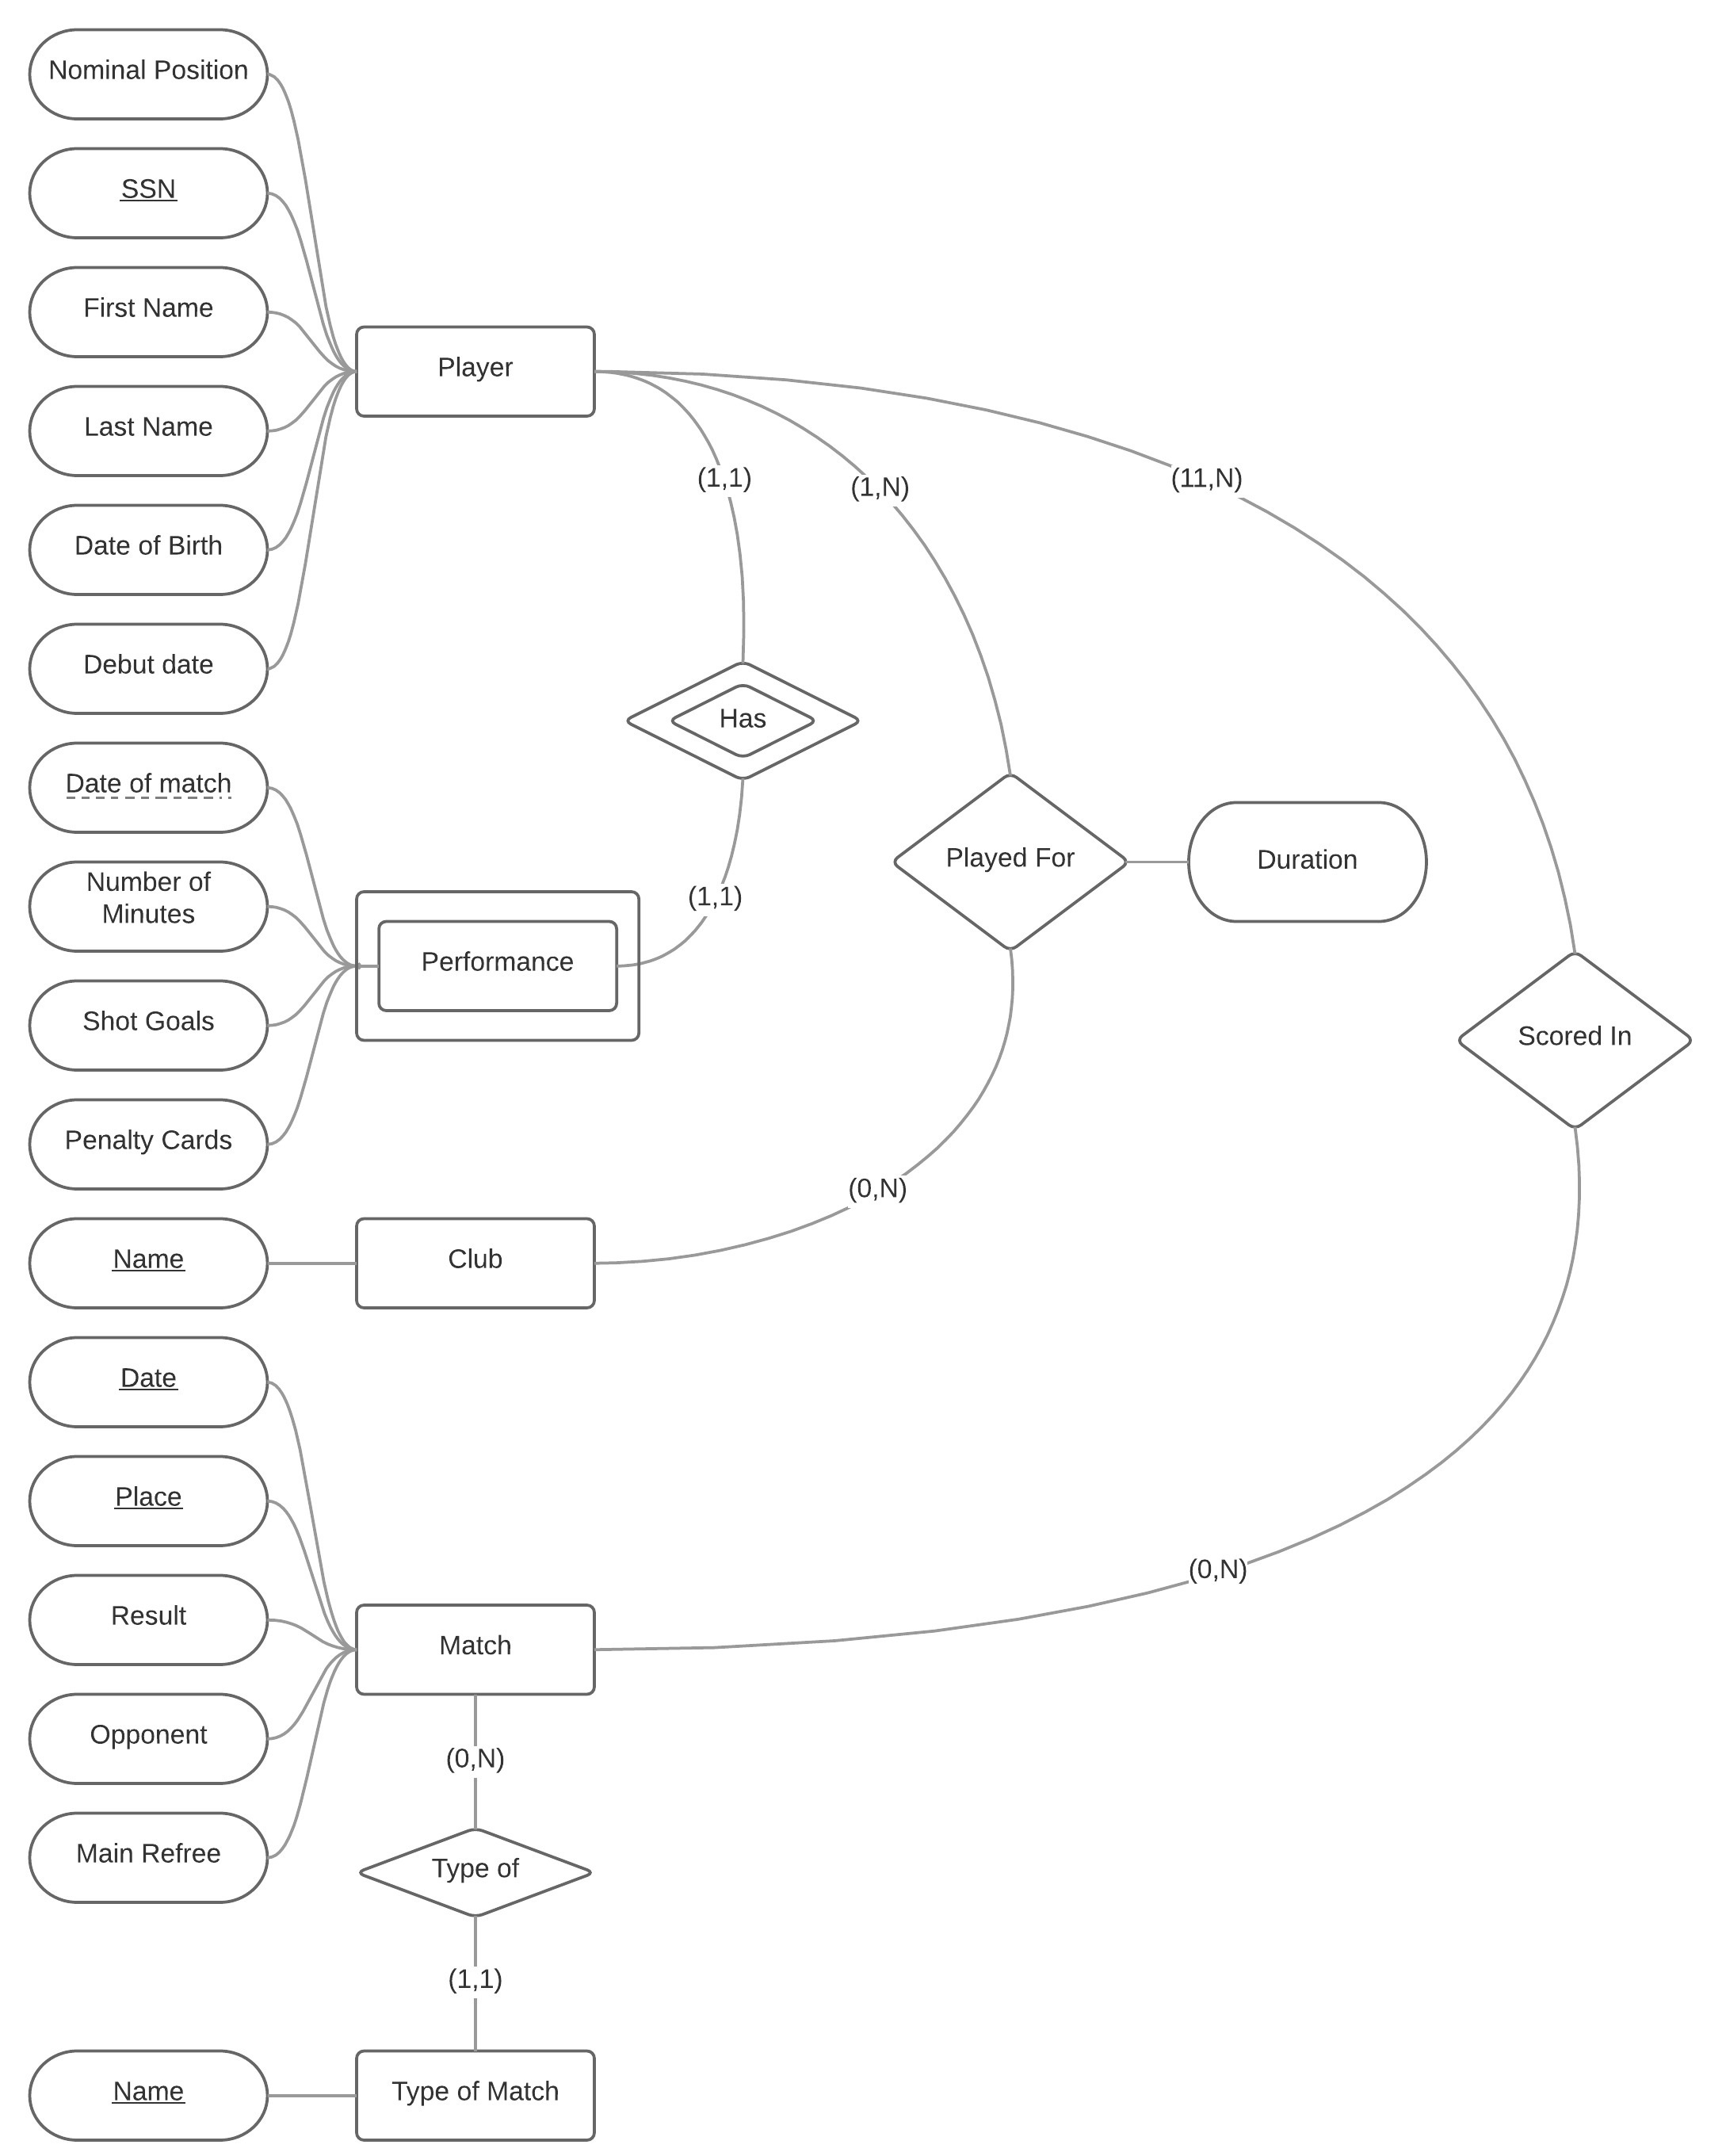 Nominal Position
SSN
First Name
Player
Last Name
(1,1)
(1,N)
(11,N)
Date of Birth
Debut date
Has
Date of match
Played For
Duration
Number of
Minutes
(1,1)
Performance
Shot Goals
Scored In
Penalty Cards
(0,N)
Name
Club
Date
Place
(0,N)
Result
Match
Opponent
(0,N)
Main Refree
Type of
(1,1)
Name
Type of Match